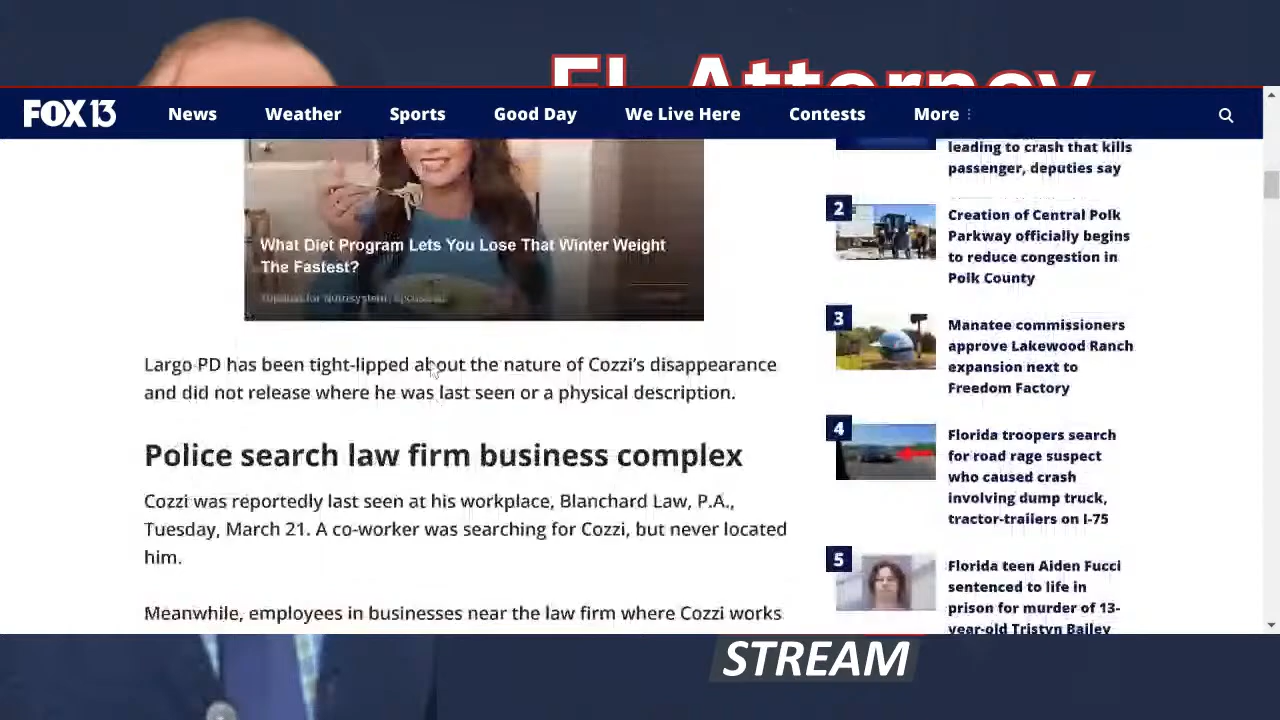 FL Attorney
FOX 13
News
Weather
Sports
Good Day
We Live Here
Contests
More
leading to crash that kills
passenger, deputies say
What Diet Program Lets You Lose That Winter Weight
The Fastest?
2
Creation of Central Polk
Parkway officially begins
to reduce congestion in
Polk County
3
Manatee commissioners
approve Lakewood Ranch
expansion next to
Freedom Factory
Largo PD has been tight-lipped about the nature of Cozzi’s disappearance
and did not release where he was last seen or a physical description.
Police search law firm business complex
4
Florida troopers search
for road rage suspect
who caused crash
involving dump truck,
tractor-trailers on I-75
Cozzi was reportedly last seen at his workplace, Blanchard Law, P.A.,
Tuesday, March 21. A co-worker was searching for Cozzi, but never located
him.
5
Florida teen Aiden Fucci
sentenced to life in
prison for murder of 13-
year-old Tristyn Bailey
Meanwhile, employees in businesses near the law firm where Cozzi works
STREAM